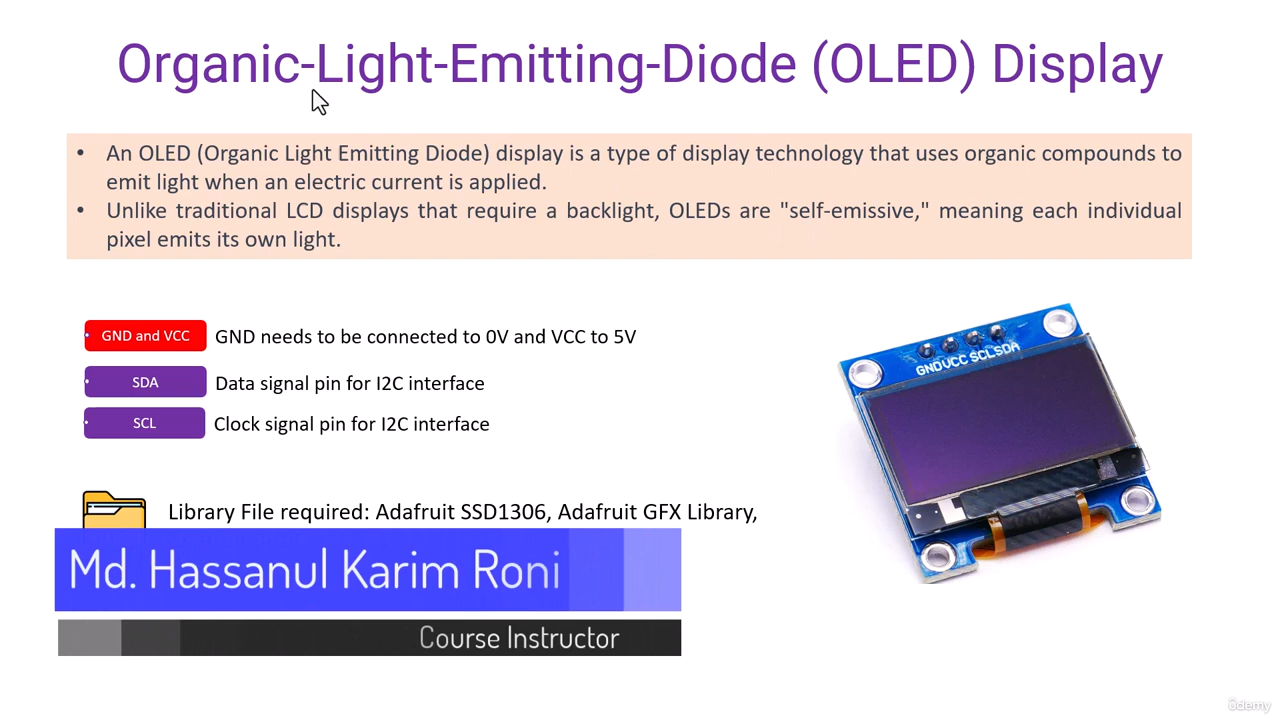 Organic-Light-Emitting-Diode (OLED) Display
• An OLED (Organic Light Emitting Diode) display is a type of display technology that uses organic compounds to
emit light when an electric current is applied.
• Unlike traditional LCD displays that require a backlight, OLEDs are "self-emissive," meaning each individual
pixel emits its own light.
GND and VCC GND needs to be connected to 0V and VCC to 5V
SDA Data signal pin for I2C interface
SCL Clock signal pin for I2C interface
GND VCC SCL SDA
Library File required: Adafruit SSD1306, Adafruit GFX Library,
Md. Hassanul Karim Roni
Course Instructor
ûdemy